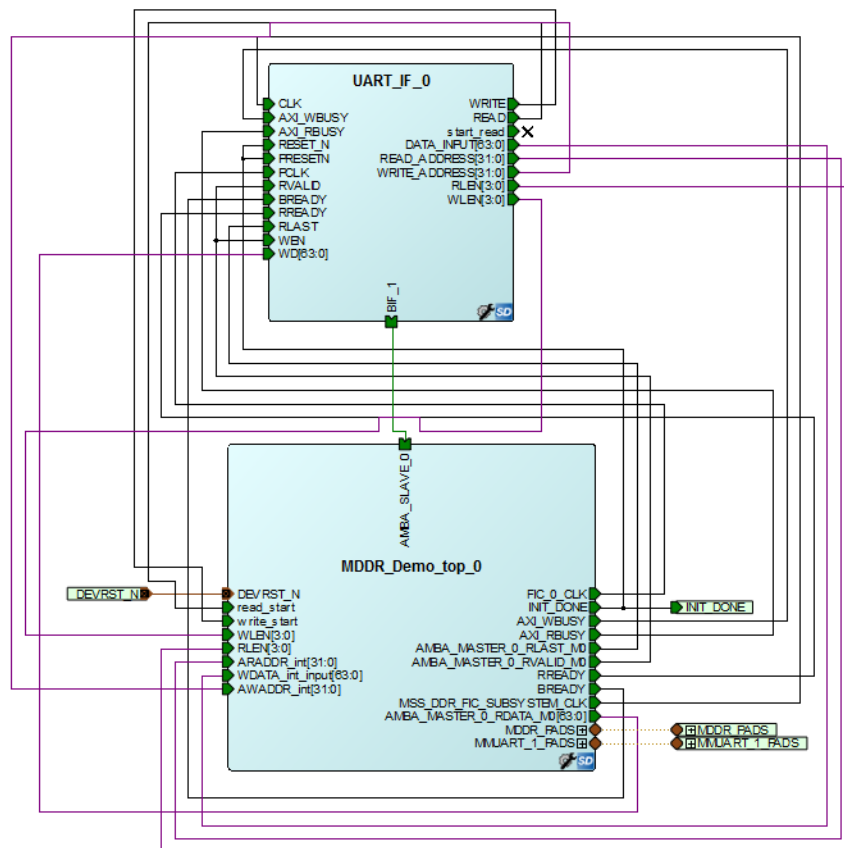 UART_IF_0
CLK
AXI_WBUSY
AXI_RBUSY
RESET_N
PRESETN
PCLK
RVALID
BREADY
RREADY
RLAST
WEN
WD[63:0]
WRITE
READ
start_read
DATA_INPUT[63:0]
READ_ADDRESS[31:0]
WRITE_ADDRESS[31:0]
RLEN[3:0]
WLEN[3:0]
BIF_1
SD
AMBA_SLAVE_0
MDDR_Demo_top_0
DEVRST_N
DEVRST_N
read_start
write_start
WLEN[3:0]
RLEN[3:0]
ARADDR_int[31:0]
WDATA_int_input[63:0]
AWADDR_int[31:0]
FIC_0_CLK
INIT_DONE
AXI_WBUSY
AXI_RBUSY
AMBA_MASTER_0_RLAST_M0
AMBA_MASTER_0_RVALID_M0
RREADY
BREADY
MSS_DDR_FIC_SUBSYSTEM_CLK
AMBA_MASTER_0_RDATA_M0[63:0]
MDDR_PADS
MMUART_1_PADS
SD
INIT_DONE
MDDR_PADS
MMUART_1_PADS